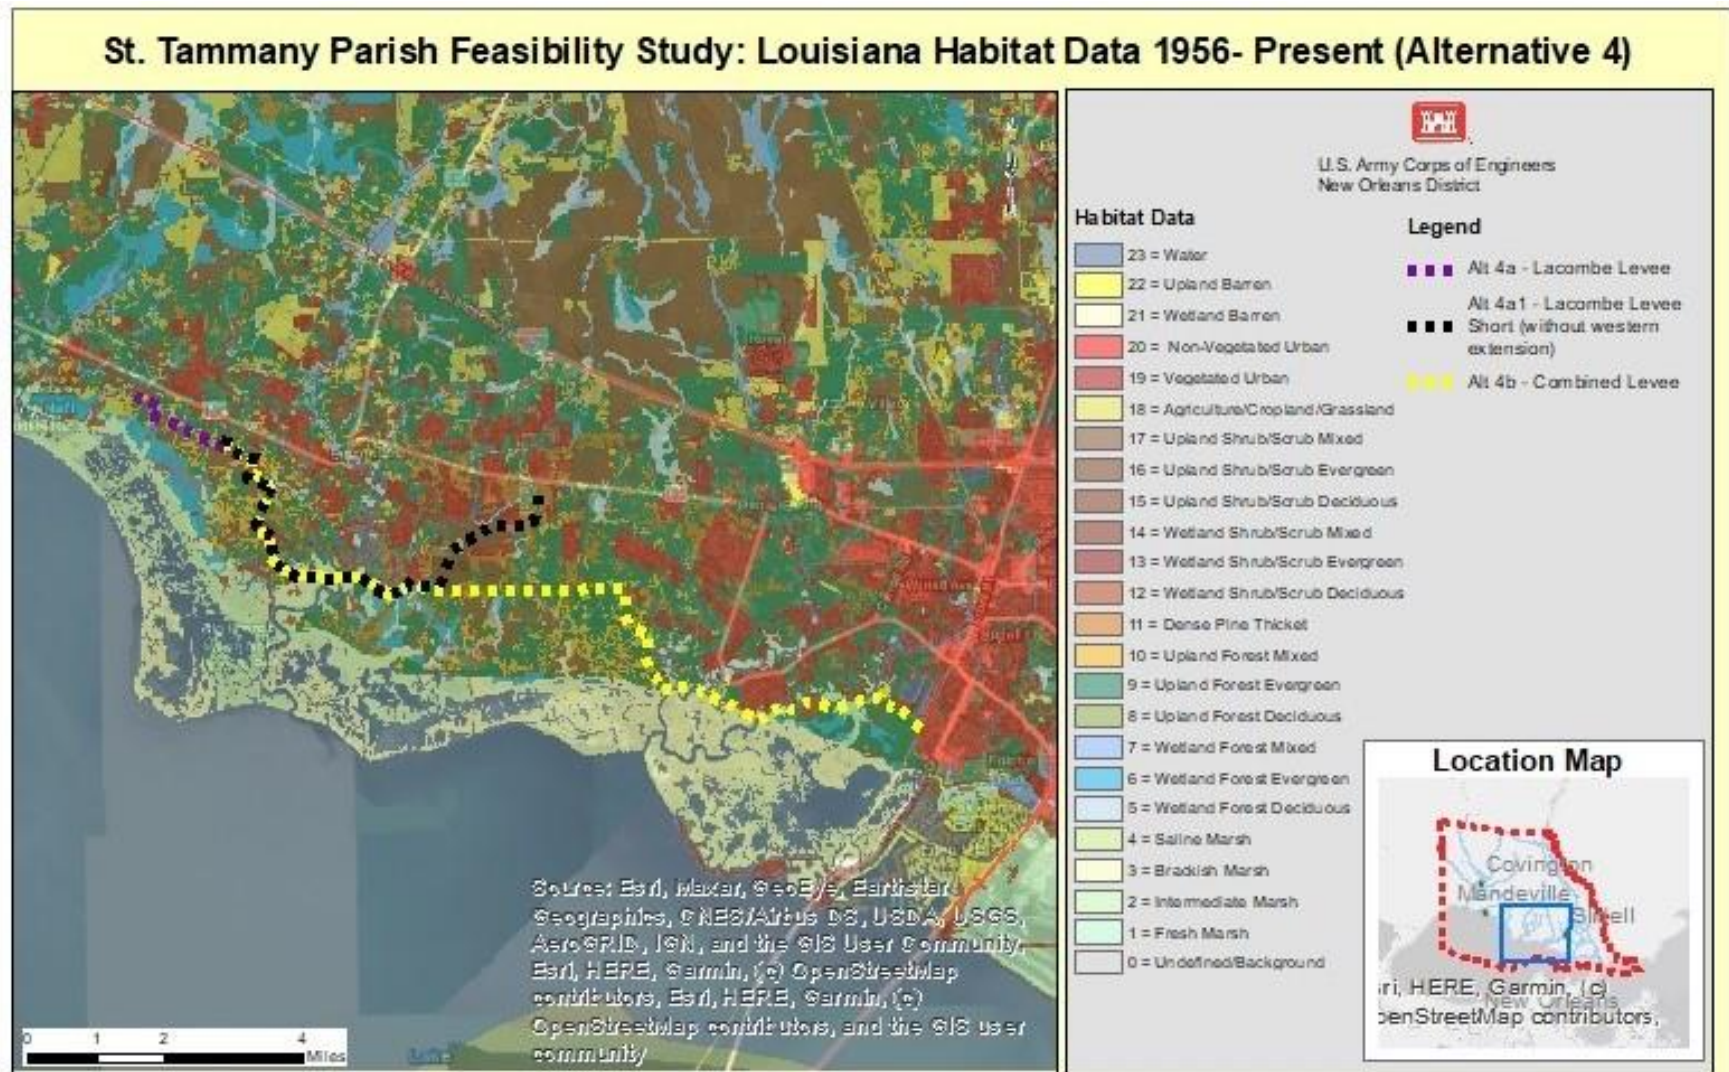 St. Tammany Parish Feasibility Study: Louisiana Habitat Data 1956- Present (Alternative 4)
U.S. Army Corps of Engineers
New Orleans District
Habitat Data
23 = Water
22 = Upland Barren
21 = Wetland Barren
20 = Non-Vegetated Urban
19 = Vegetated Urban
18 = Agriculture/Cropland/Grassland
17 = Upland Shrub/Scrub Mixed
16 = Upland Shrub/Scrub Evergreen
15 = Upland Shrub/Scrub Deciduous
14 = Wetland Shrub/Scrub Mixed
13 = Wetland Shrub/Scrub Evergreen
12 = Wetland Shrub/Scrub Deciduous
11 = Dense Pine Thicket
10 = Upland Forest Mixed
9 = Upland Forest Evergreen
8 = Upland Forest Deciduous
7 = Wetland Forest Mixed
6 = Wetland Forest Evergreen
5 = Wetland Forest Deciduous
4 = Saline Marsh
3 = Brackish Marsh
2 = Intermediate Marsh
1 = Fresh Marsh
0 = Undefined/Background
Legend
Alt 4a - Lacombe Levee
Alt 4a1 - Lacombe Levee
Short (without western
extension)
Alt 4b - Combined Levee
Source: Esri, Maxar, GeoEye, Earthstar
Geographics, CNES/Airbus DS, USDA, USGS,
AeroGRID, IGN, and the GIS User Community,
Esri, HERE, Garmin, (c) OpenStreetMap
contributors, Esri, HERE, Garmin, (c)
OpenStreetMap contributors, and the GIS user
community
0 1 2 4
Miles
Location Map
Covington
Mandeville
Slidell
ri, HERE, Garmin, (c)
New Orleans
penStreetMap contributors,